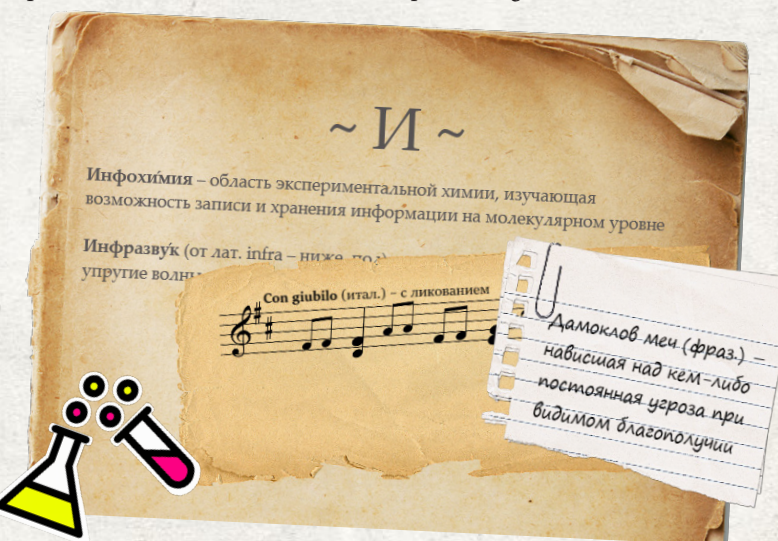 ~ И ~
Инфохи́мия – область экспериментальной химии, изучающая
возможность записи и хранения информации на молекулярном уровне
Инфразву́к (от лат. infra – ниже, под)
упругие волны
Con giubilo (итал.) – с ликованием
Дамоклов меч (фраз.) –
нависшая над кем-либо
постоянная угроза при
видимом благополучии